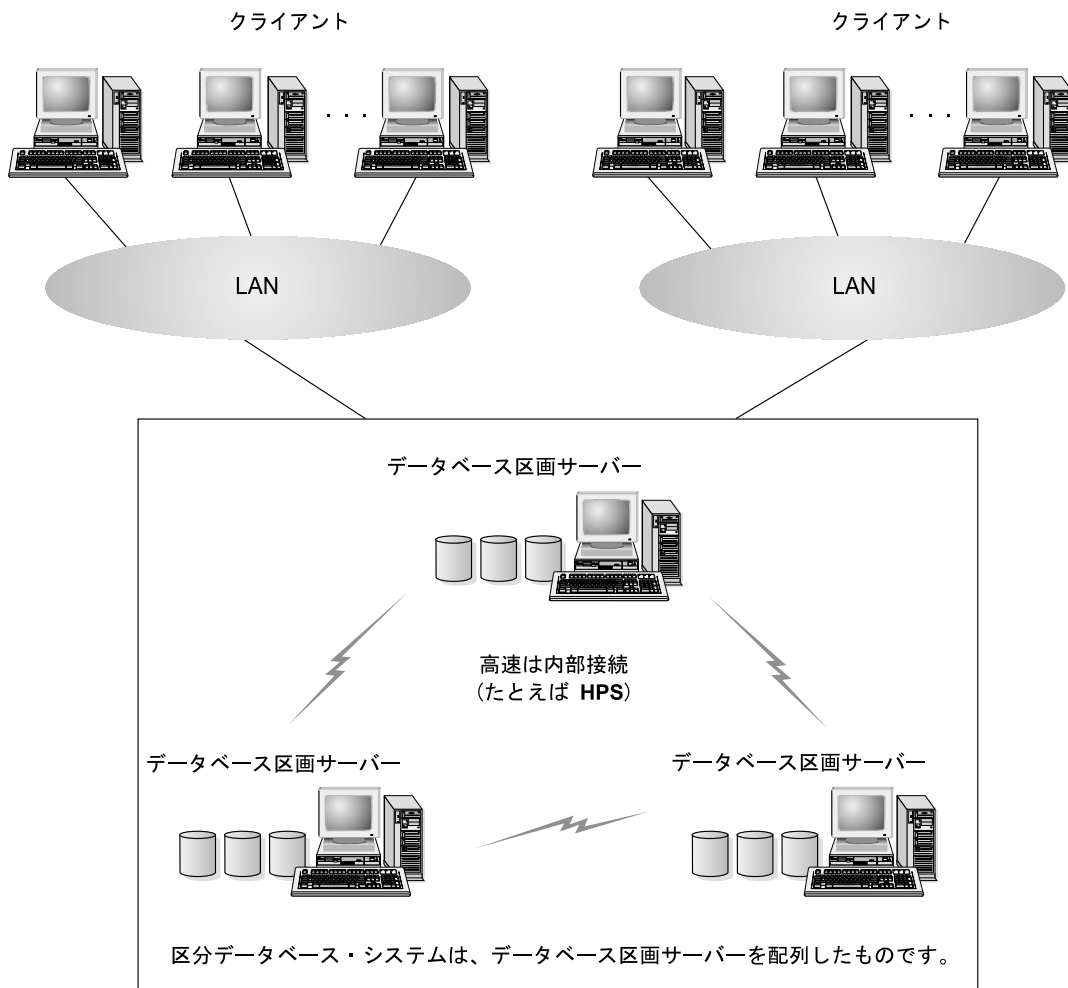 クライアント
クライアント
. . .
. . .
LAN
LAN
データベース区画サーバー
高速は内部接続
(たとえば HPS)
データベース区画サーバー
データベース区画サーバー
区分データベース・システムは、データベース区画サーバーを配列したものです。